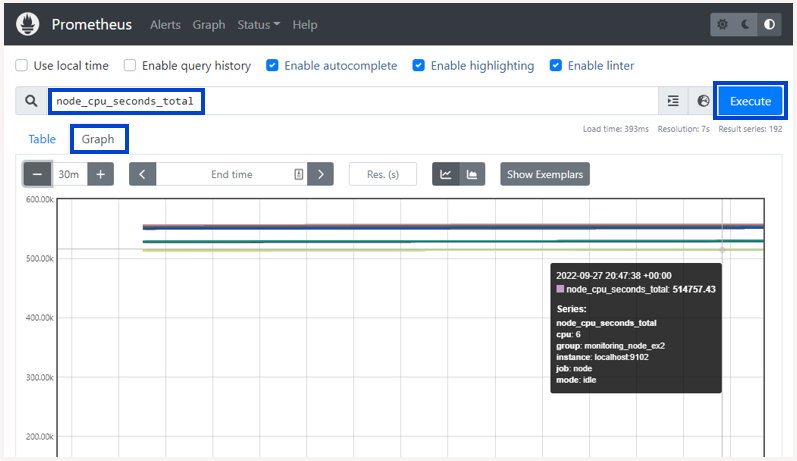 Prometheus Alerts Graph Status Help
Use local time Enable query history Enable autocomplete Enable highlighting Enable linter
node_cpu_seconds_total Execute
Load time: 393ms Resolution: 7s Result series: 192
Table Graph
− 30m + End time Res. (s) Show Exemplars
600.00k
500.00k
400.00k
300.00k
200.00k
2022-09-27 20:47:38 +00:00
node_cpu_seconds_total: 514757.43
Series:
node_cpu_seconds_total
cpu: 6
group: monitoring_node_ex2
instance: localhost:9102
job: node
mode: idle